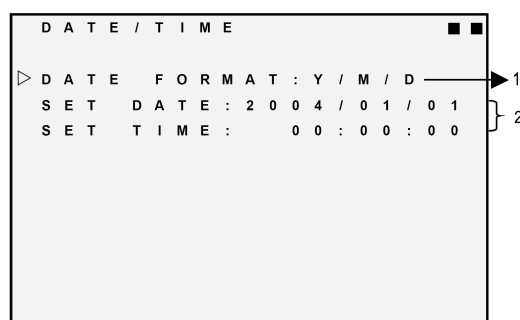 DATE/TIME ■■
▷DATE FORMAT:Y/M/D 1
SET DATE:2004/01/01
SET TIME: 00:00:00 2